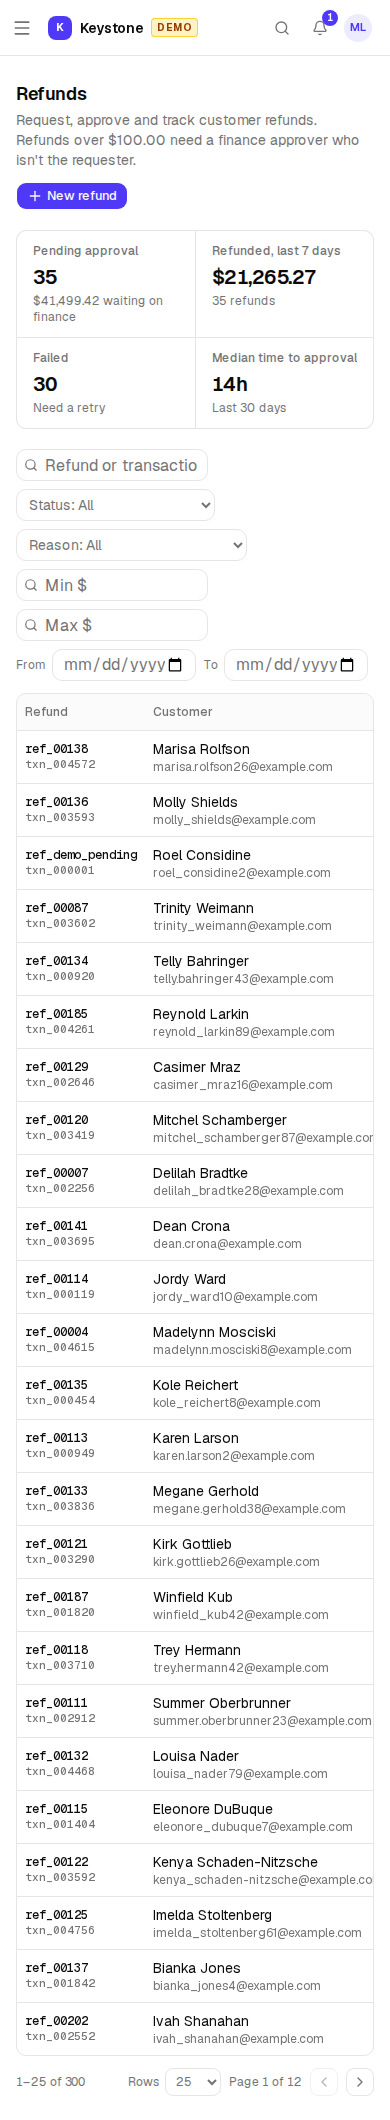 K Keystone DEMO 1 ML
Refunds
Request, approve and track customer refunds.
Refunds over $100.00 need a finance approver who
isn't the requester.
New refund
Pending approval
35
$41,499.42 waiting on
finance
Refunded, last 7 days
$21,265.27
35 refunds
Failed
30
Need a retry
Median time to approval
14h
Last 30 days
Refund or transactio
Status: All
Reason: All
Min $
Max $
From mm/dd/yyyy To mm/dd/yyyy
Refund Customer
ref_00138 Marisa Rolfson
txn_004572 marisa.rolfson26@example.com
ref_00136 Molly Shields
txn_003593 molly_shields@example.com
ref_demo_pending Roel Considine
txn_000001 roel_considine2@example.com
ref_00087 Trinity Weimann
txn_003602 trinity_weimann@example.com
ref_00134 Telly Bahringer
txn_000920 telly.bahringer43@example.com
ref_00185 Reynold Larkin
txn_004261 reynold_larkin89@example.com
ref_00129 Casimer Mraz
txn_002646 casimer_mraz16@example.com
ref_00120 Mitchel Schamberger
txn_003419 mitchel_schamberger87@example.com
ref_00007 Delilah Bradtke
txn_002256 delilah_bradtke28@example.com
ref_00141 Dean Crona
txn_003695 dean.crona@example.com
ref_00114 Jordy Ward
txn_000119 jordy_ward10@example.com
ref_00004 Madelynn Mosciski
txn_004615 madelynn.mosciski8@example.com
ref_00135 Kole Reichert
txn_000454 kole_reichert8@example.com
ref_00113 Karen Larson
txn_000949 karen.larson2@example.com
ref_00133 Megane Gerhold
txn_003836 megane.gerhold38@example.com
ref_00121 Kirk Gottlieb
txn_003290 kirk.gottlieb26@example.com
ref_00187 Winfield Kub
txn_001820 winfield_kub42@example.com
ref_00118 Trey Hermann
txn_003710 trey.hermann42@example.com
ref_00111 Summer Oberbrunner
txn_002912 summer.oberbrunner23@example.com
ref_00132 Louisa Nader
txn_004468 louisa_nader79@example.com
ref_00115 Eleonore DuBuque
txn_001404 eleonore_dubuque7@example.com
ref_00122 Kenya Schaden-Nitzsche
txn_003592 kenya_schaden-nitzsche@example.co
ref_00125 Imelda Stoltenberg
txn_004756 imelda_stoltenberg61@example.com
ref_00137 Bianka Jones
txn_001842 bianka_jones4@example.com
ref_00202 Ivah Shanahan
txn_002552 ivah_shanahan@example.com
1–25 of 300 Rows 25 Page 1 of 12